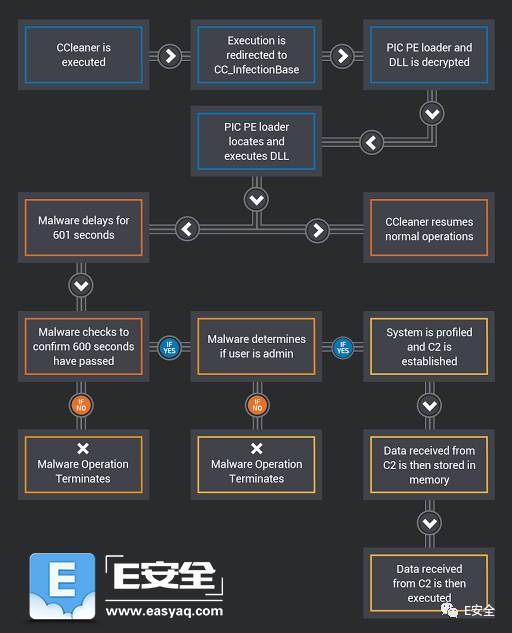 CCleaner is
executed
Execution is
redirected to
CC_InfectionBase
PIC PE loader and
DLL is decrypted
PIC PE loader
locates and
executes DLL
Malware delays for
601 seconds
CCleaner resumes
normal operations
Malware checks to
confirm 600 seconds
have passed
IF
YES
Malware determines
if user is admin
IF
YES
System is profiled
and C2 is
established
IF
NO
IF
NO
Malware Operation
Terminates
Malware Operation
Terminates
Data received from
C2 is then stored in
memory
Data received
from C2 is then
executed
E
E安全
www.easyaq.com
E安全